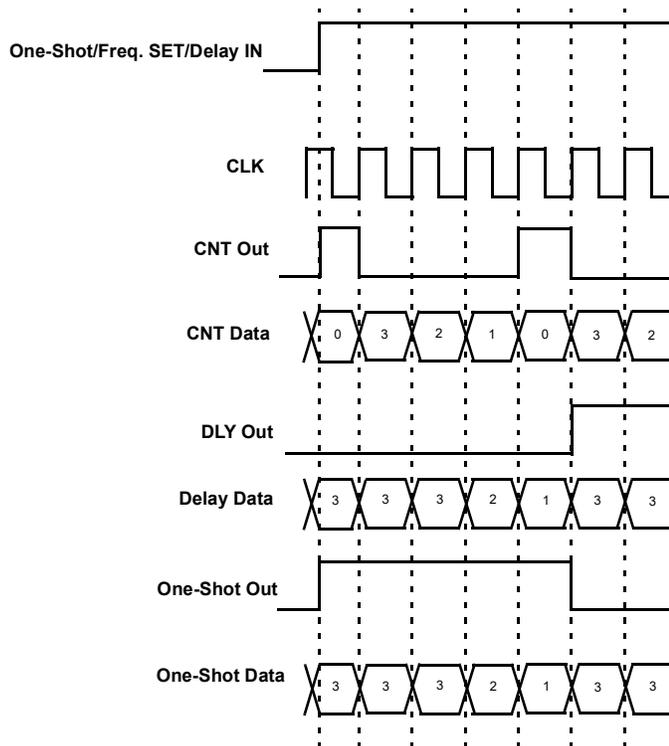 One-Shot/Freq. SET/Delay IN
CLK
CNT Out
CNT Data 0 3 2 1 0 3 2
DLY Out
Delay Data 3 3 3 2 1 3 3
One-Shot Out
One-Shot Data 3 3 3 2 1 3 3